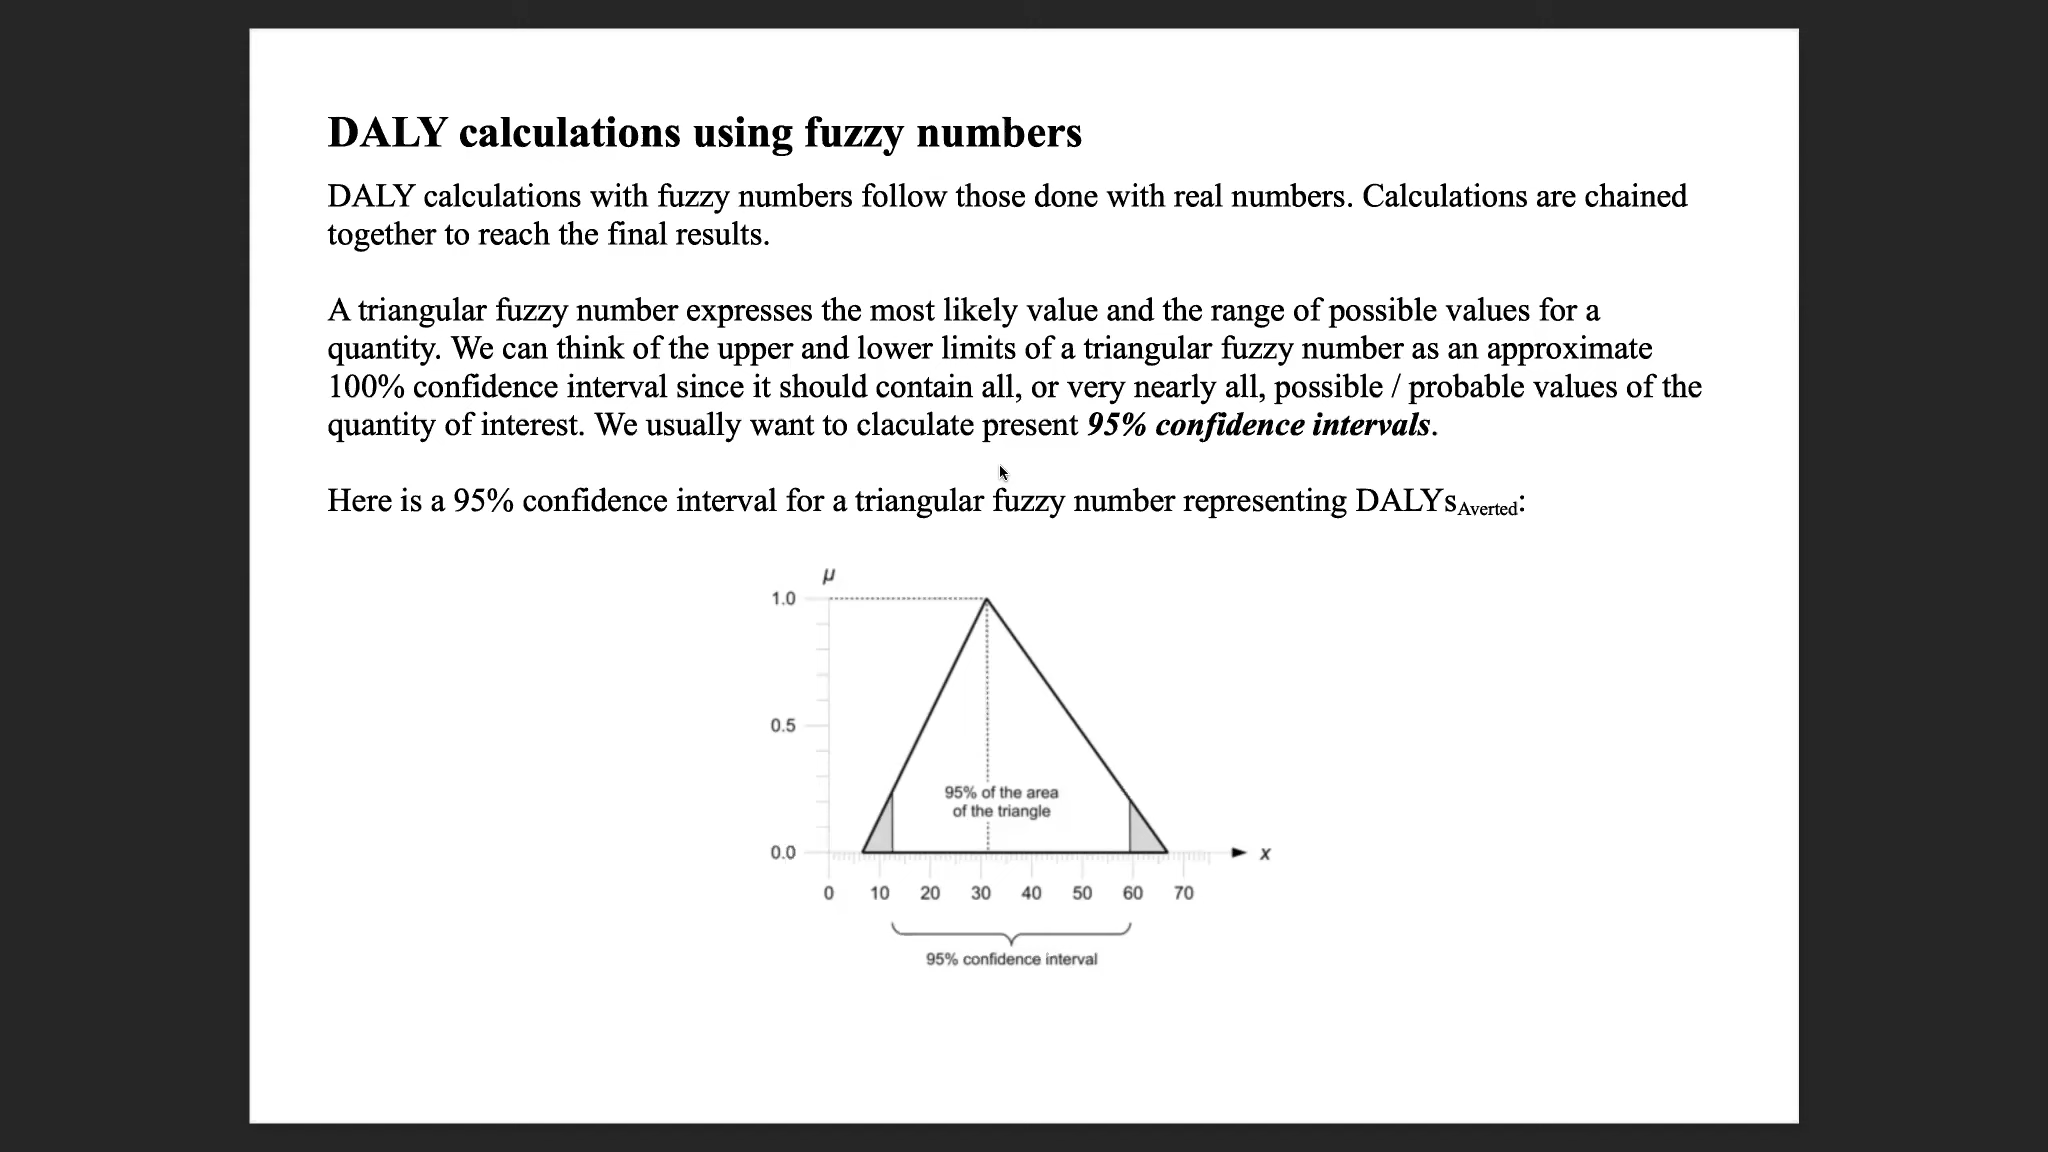 DALY calculations using fuzzy numbers
DALY calculations with fuzzy numbers follow those done with real numbers. Calculations are chained
together to reach the final results.
A triangular fuzzy number expresses the most likely value and the range of possible values for a
quantity. We can think of the upper and lower limits of a triangular fuzzy number as an approximate
100% confidence interval since it should contain all, or very nearly all, possible / probable values of the
quantity of interest. We usually want to claculate present 95% confidence intervals.
Here is a 95% confidence interval for a triangular fuzzy number representing DALYsAverted:
μ
1.0
0.5
95% of the area
of the triangle
0.0
x
0 10 20 30 40 50 60 70
95% confidence interval